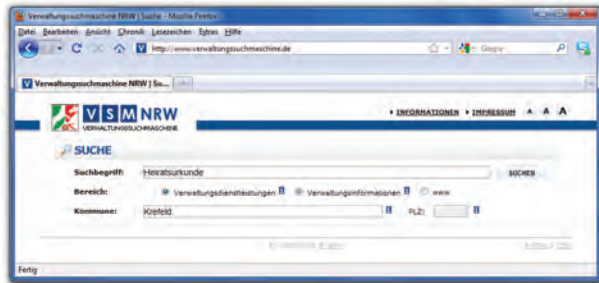 Verwaltungssuchmaschine NRW | Suche - Mozilla Firefox
Datei Bearbeiten Ansicht Chronik Lesezeichen Extras Hilfe
V http://www.verwaltungssuchmaschine.de
V Verwaltungssuchmaschine NRW | Su...
VSM NRW
VERWALTUNGSSUCHMASCHINE
INFORMATIONEN IMPRESSUM A A A
SUCHE
Suchbegriff: Heiratsurkunde SUCHEN
Bereich: Verwaltungsdienstleistungen Verwaltungsinformationen www
Kommune: Krefeld PLZ:
Fertig